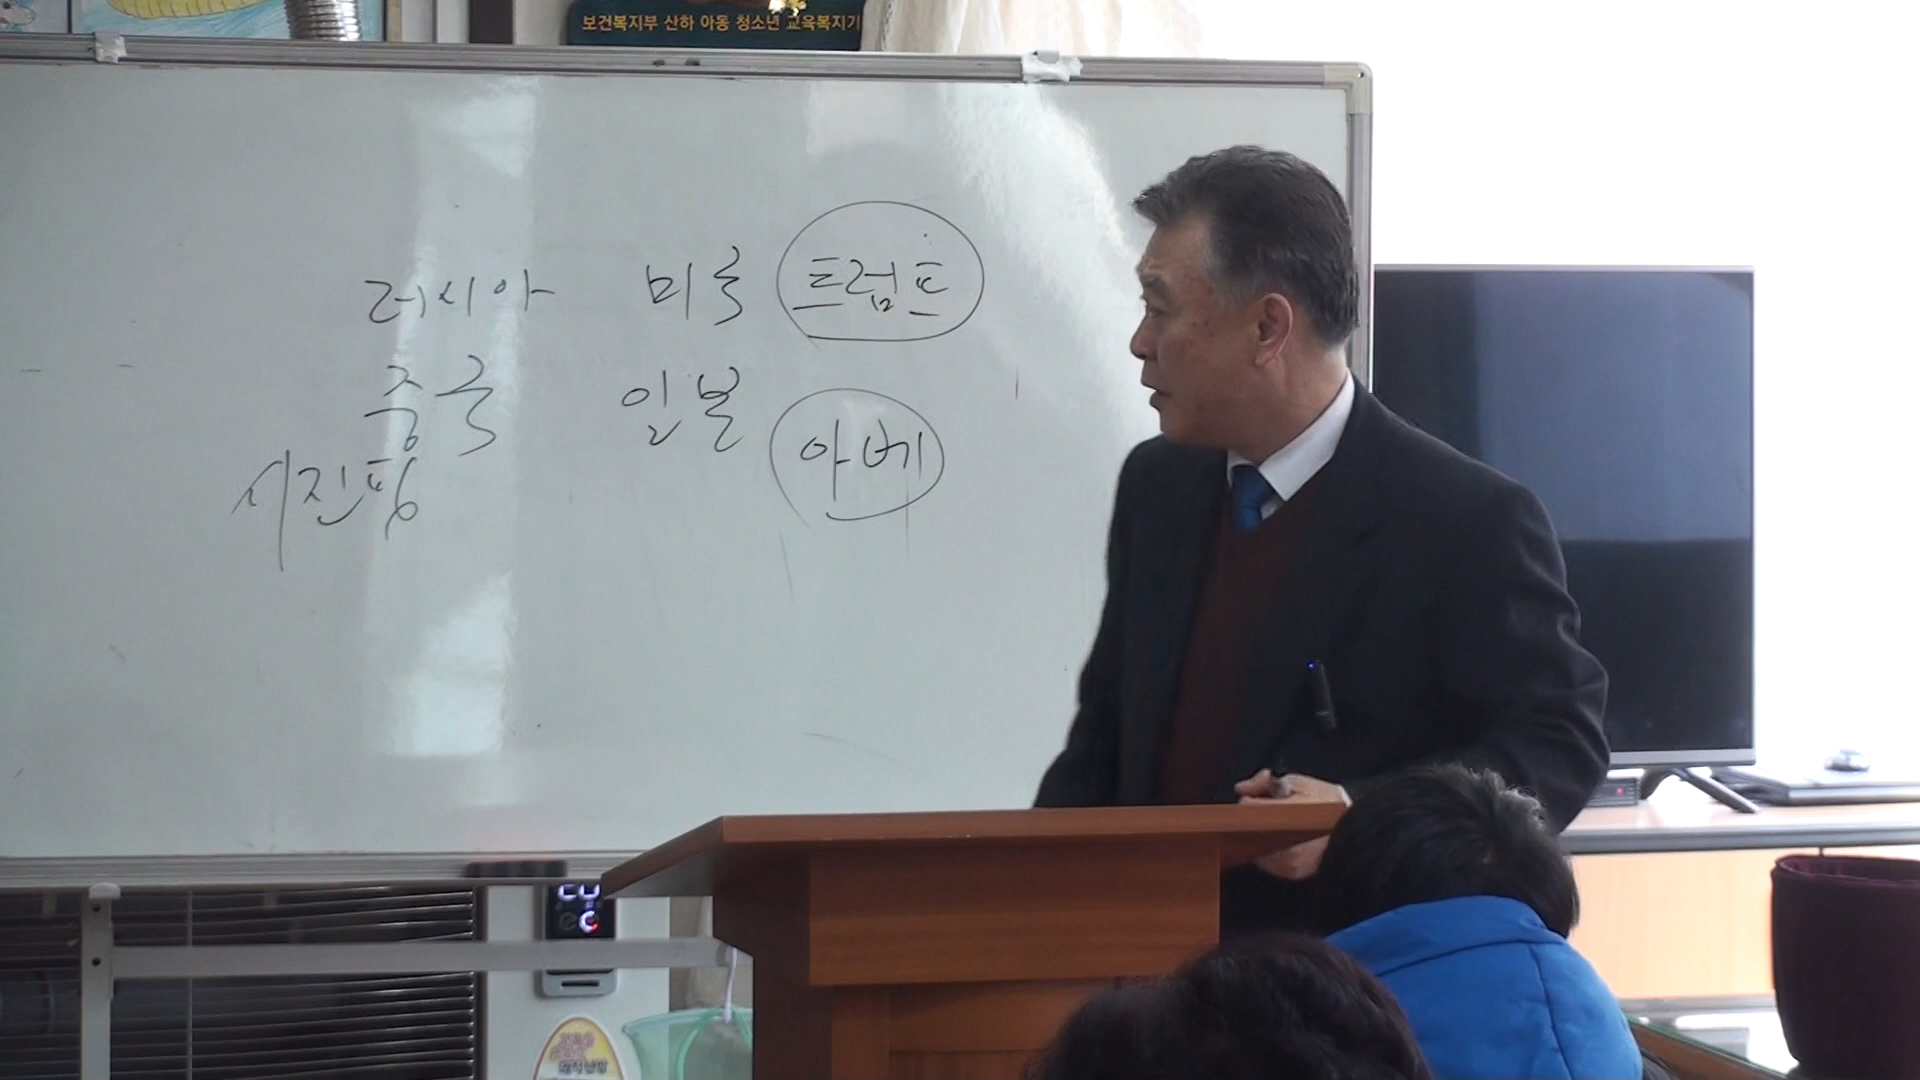 보건복지부 산하 아동 청소년 교육복지기
러시아 미국 트럼프
중국 일본
시진핑 아베